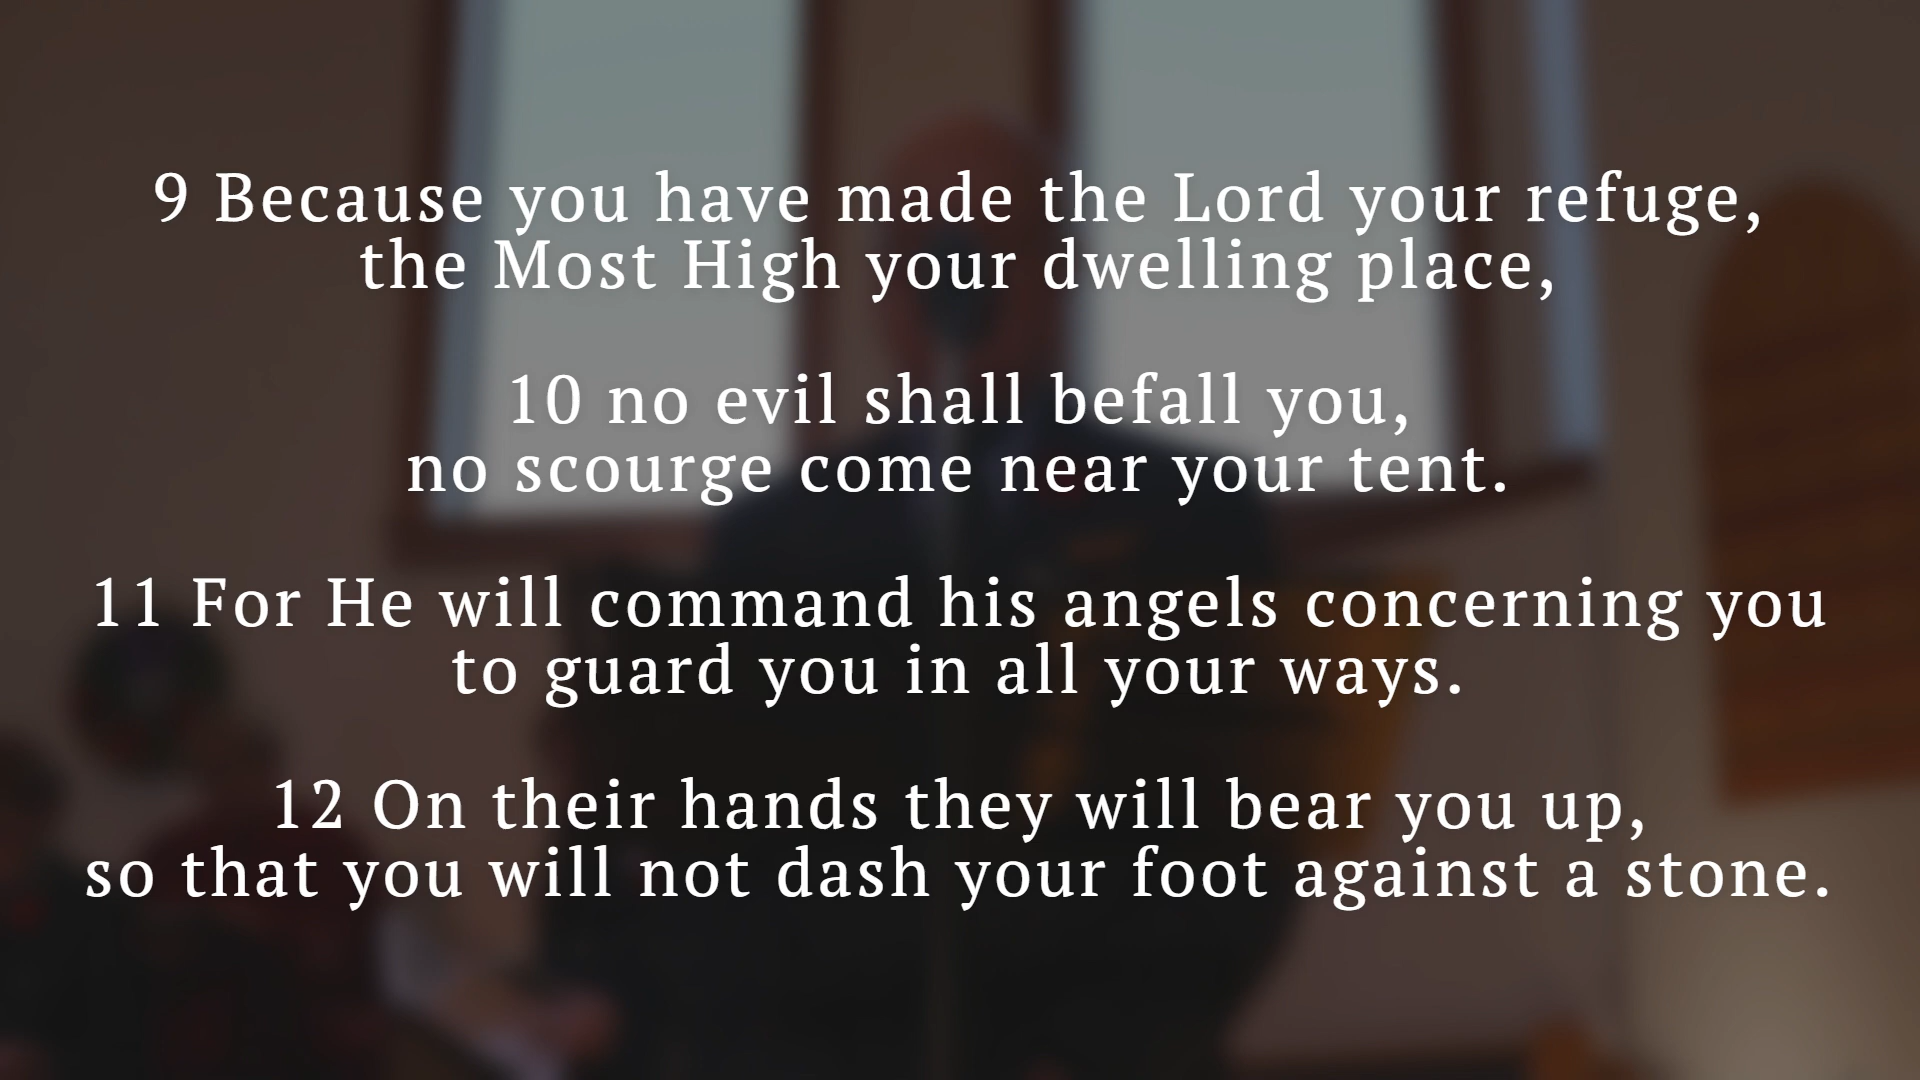 9 Because you have made the Lord your refuge,
the Most High your dwelling place,
10 no evil shall befall you,
no scourge come near your tent.
11 For He will command his angels concerning you
to guard you in all your ways.
12 On their hands they will bear you up,
so that you will not dash your foot against a stone.